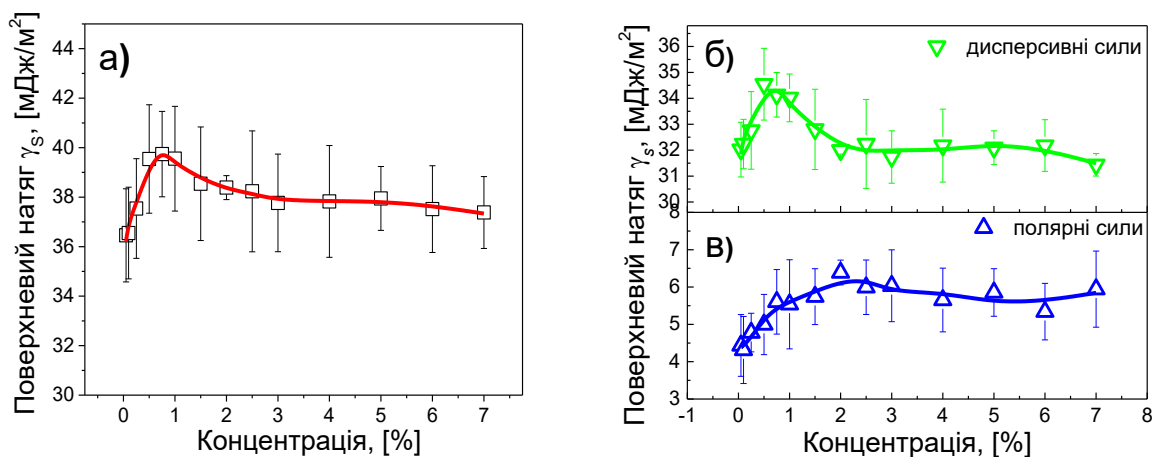 а)
Поверхневий натяг γS, [мДж/м²]
44
42
40
38
36
34
32
30
0 1 2 3 4 5 6 7
Концентрація, [%]
б)
дисперсивні сили
Поверхневий натяг γs, [мДж/м²]
36
35
34
33
32
31
30
в)
полярні сили
8
7
6
5
4
3
-1 0 1 2 3 4 5 6 7 8
Концентрація, [%]